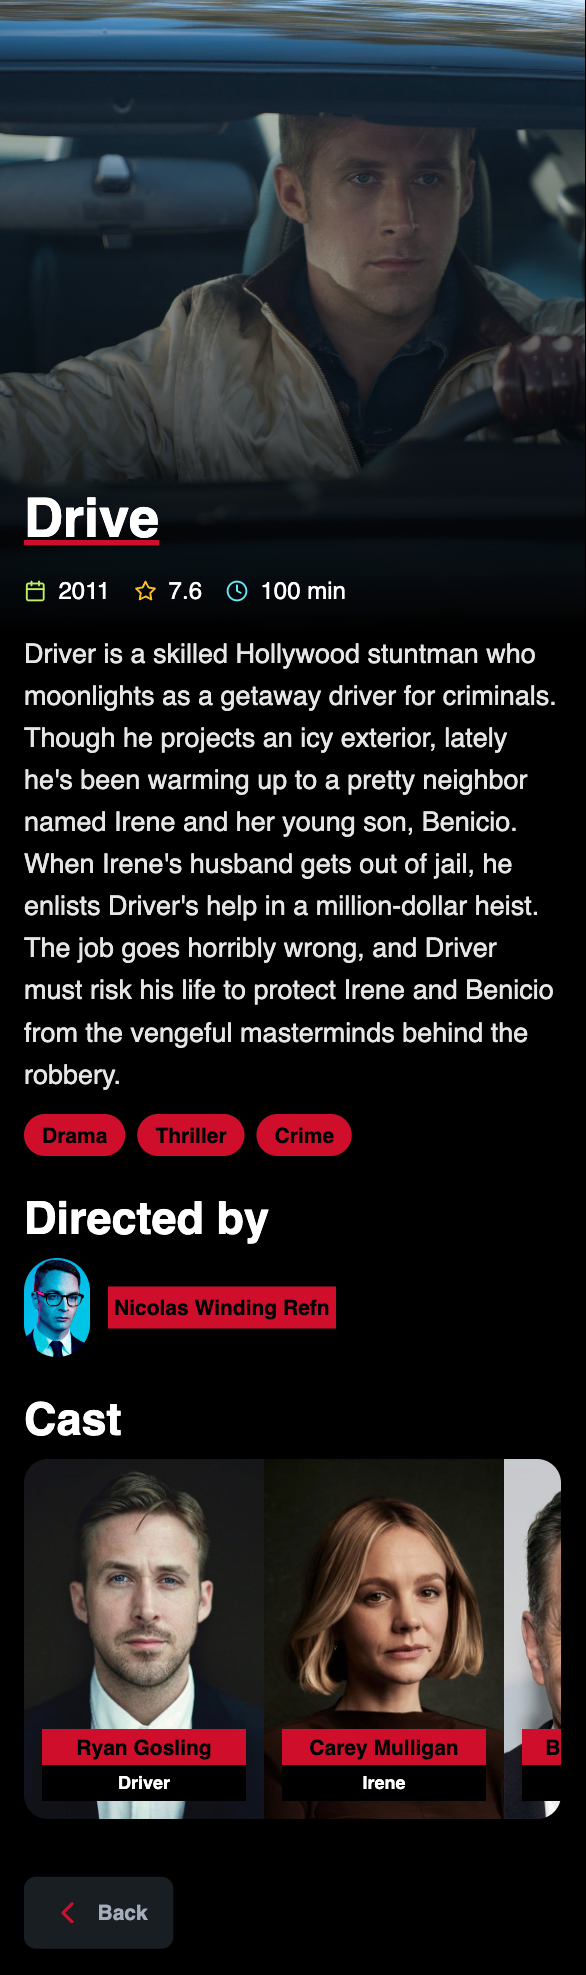 Drive
2011 7.6 100 min
Driver is a skilled Hollywood stuntman who
moonlights as a getaway driver for criminals.
Though he projects an icy exterior, lately
he's been warming up to a pretty neighbor
named Irene and her young son, Benicio.
When Irene's husband gets out of jail, he
enlists Driver's help in a million-dollar heist.
The job goes horribly wrong, and Driver
must risk his life to protect Irene and Benicio
from the vengeful masterminds behind the
robbery.
Drama Thriller Crime
Directed by
Nicolas Winding Refn
Cast
Ryan Gosling Carey Mulligan B
Driver Irene
Back